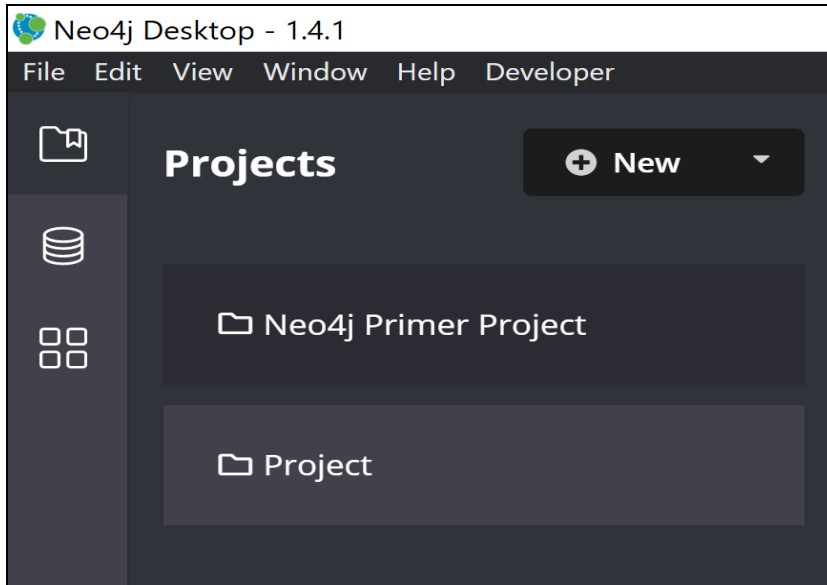 Neo4j Desktop - 1.4.1
File Edit View Window Help Developer
Projects
New
Neo4j Primer Project
Project